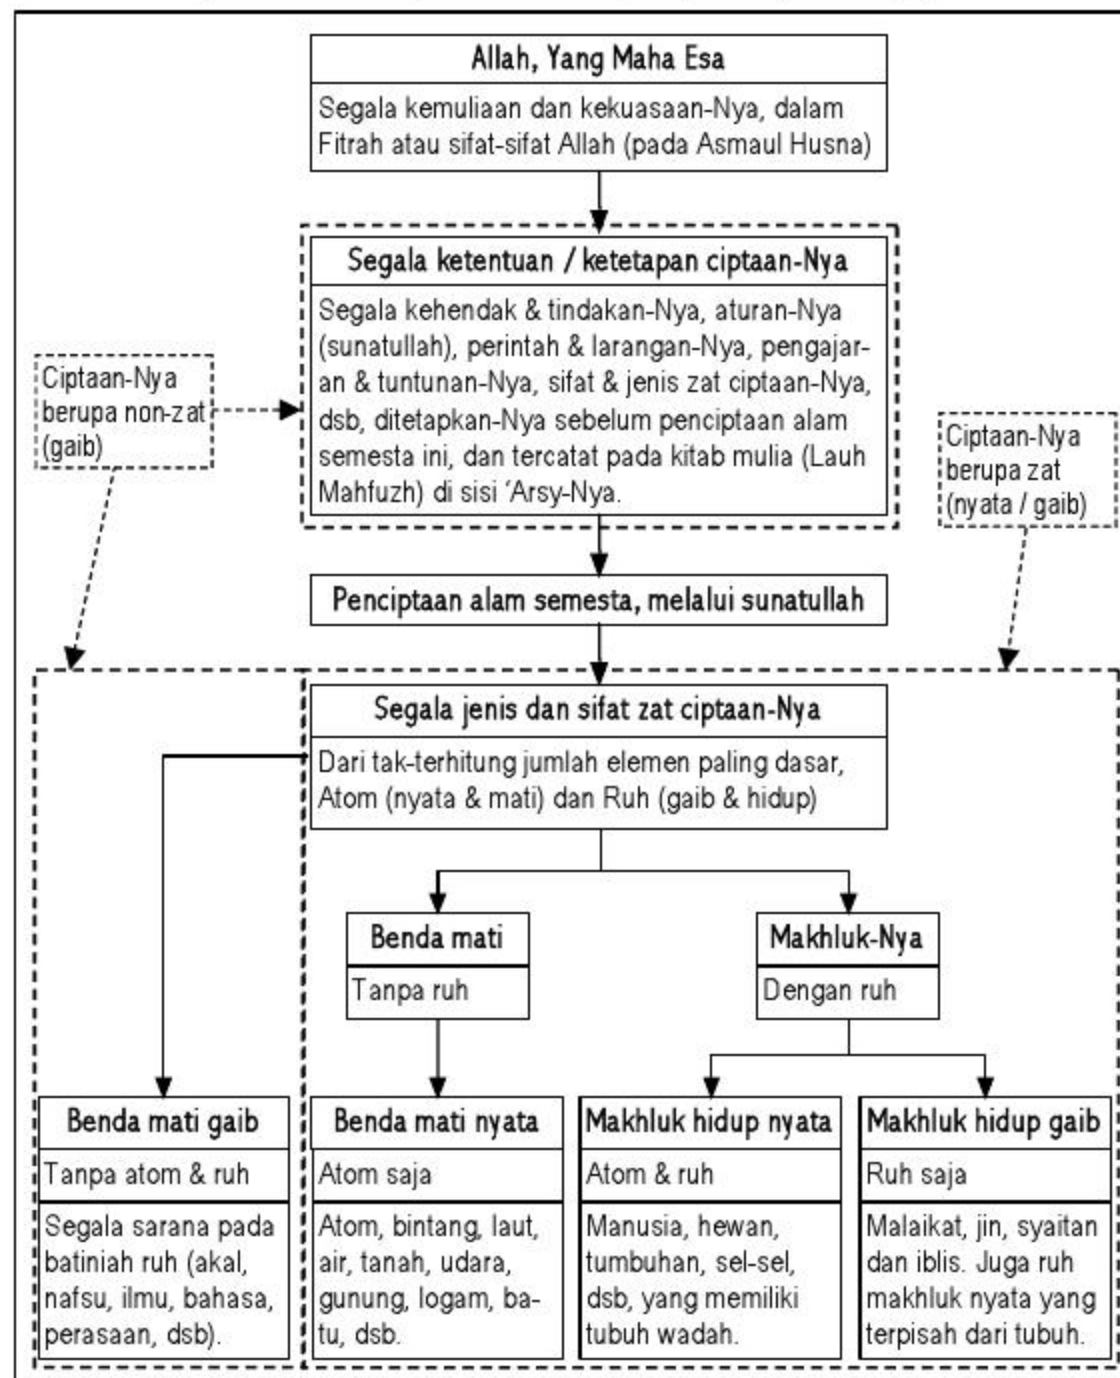 Allah, Yang Maha Esa
Segala kemuliaan dan kekuasaan-Nya, dalam
Fitrah atau sifat-sifat Allah (pada Asmaul Husna)
Segala ketentuan / ketetapan ciptaan-Nya
Segala kehendak & tindakan-Nya, aturan-Nya
(sunatullah), perintah & larangan-Nya, pengajar-
an & tuntunan-Nya, sifat & jenis zat ciptaan-Nya,
dsb, ditetapkan-Nya sebelum penciptaan alam
semesta ini, dan tercatat pada kitab mulia (Lauh
Mahfuzh) di sisi ‘Arsy-Nya.
Ciptaan-Nya
berupa non-zat
(gaib)
Ciptaan-Nya
berupa zat
(nyata / gaib)
Penciptaan alam semesta, melalui sunatullah
Segala jenis dan sifat zat ciptaan-Nya
Dari tak-terhitung jumlah elemen paling dasar,
Atom (nyata & mati) dan Ruh (gaib & hidup)
Benda mati
Tanpa ruh
Makhluk-Nya
Dengan ruh
Benda mati gaib
Tanpa atom & ruh
Segala sarana pada
batiniah ruh (akal,
nafsu, ilmu, bahasa,
perasaan, dsb).
Benda mati nyata
Atom saja
Atom, bintang, laut,
air, tanah, udara,
gunung, logam, ba-
tu, dsb.
Makhluk hidup nyata
Atom & ruh
Manusia, hewan,
tumbuhan, sel-sel,
dsb, yang memiliki
tubuh wadah.
Makhluk hidup gaib
Ruh saja
Malaikat, jin, syaitan
dan iblis. Juga ruh
makhluk nyata yang
terpisah dari tubuh.